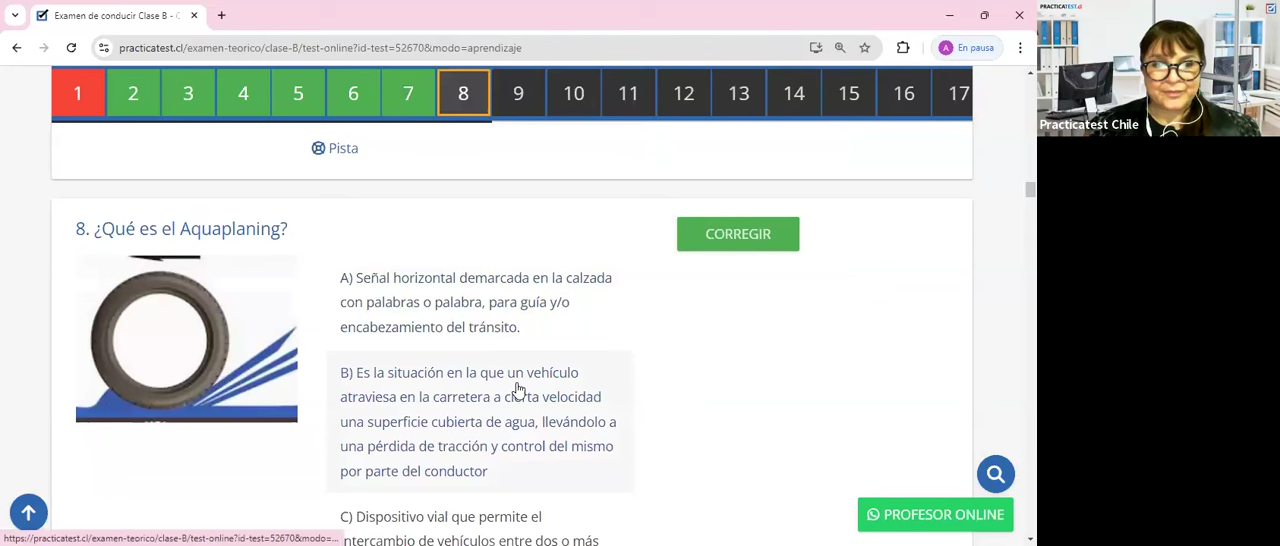 Examen de conducir Clase B - C
practicatest.cl/examen-teorico/clase-B/test-online?id-test=52670&modo=aprendizaje
A En pausa
1 2 3 4 5 6 7 8 9 10 11 12 13 14 15 16 17
Pista
8. ¿Qué es el Aquaplaning?
CORREGIR
A) Señal horizontal demarcada en la calzada
con palabras o palabra, para guía y/o
encabezamiento del tránsito.
B) Es la situación en la que un vehículo
atraviesa en la carretera a cierta velocidad
una superficie cubierta de agua, llevándolo a
una pérdida de tracción y control del mismo
por parte del conductor
C) Dispositivo vial que permite el
intercambio de vehículos entre dos o más
PROFESOR ONLINE
https://practicatest.cl/examen-teorico/clase-B/test-online?id-test=52670&modo=...
PRACTICATEST.cl
Practicatest Chile